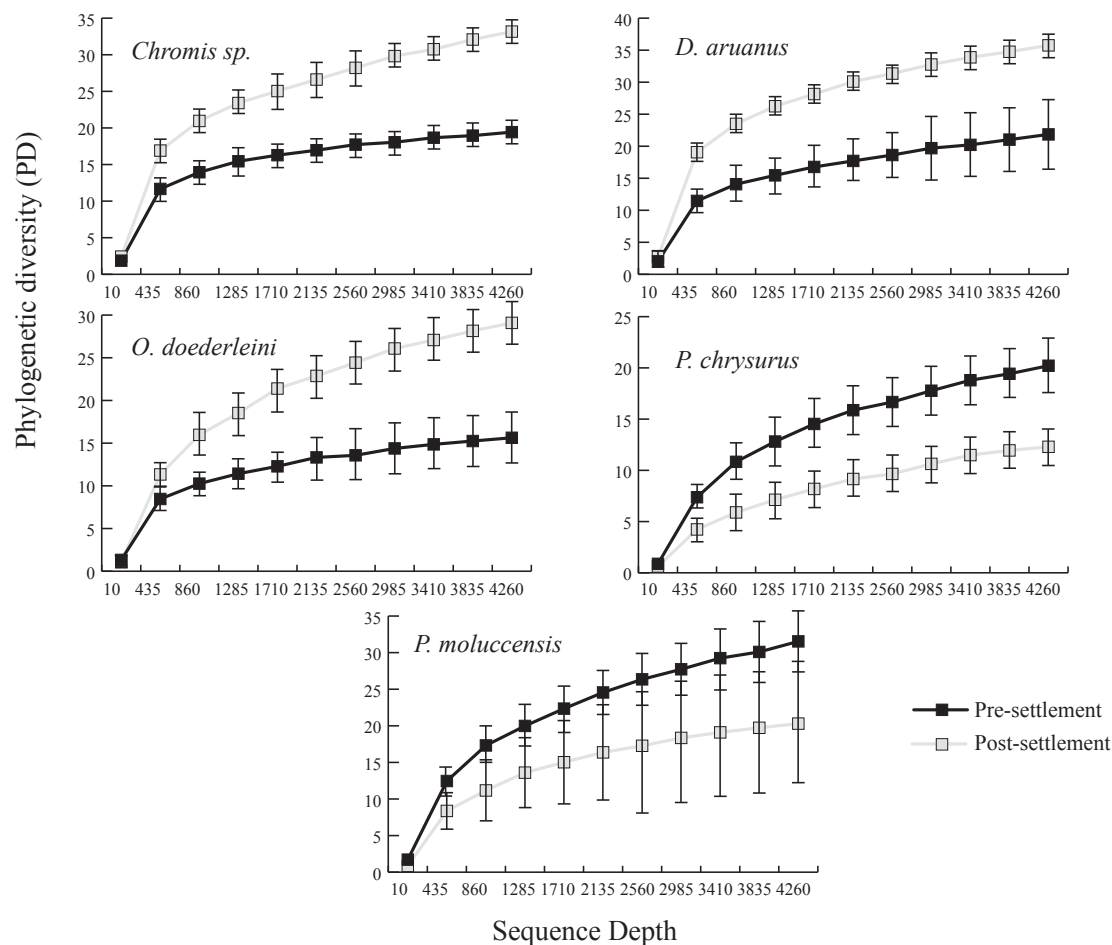 Phylogenetic diversity (PD)
Chromis sp.
35
30
25
20
15
10
5
0
10 435 860 1285 1710 2135 2560 2985 3410 3835 4260
D. aruanus
40
35
30
25
20
15
10
5
0
10 435 860 1285 1710 2135 2560 2985 3410 3835 4260
O. doederleini
30
25
20
15
10
5
0
10 435 860 1285 1710 2135 2560 2985 3410 3835 4260
P. chrysurus
25
20
15
10
5
0
10 435 860 1285 1710 2135 2560 2985 3410 3835 4260
P. moluccensis
35
30
25
20
15
10
5
0
10 435 860 1285 1710 2135 2560 2985 3410 3835 4260
Pre-settlement
Post-settlement
Sequence Depth